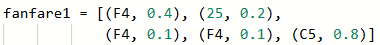 fanfare1 = [(F4, 0.4), (25, 0.2),
(F4, 0.1), (F4, 0.1), (C5, 0.8)]